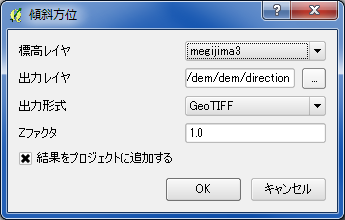 傾斜方位
標高レイヤ megijima3
出力レイヤ /dem/dem/direction ...
出力形式 GeoTIFF
Zファクタ 1.0
結果をプロジェクトに追加する
OK キャンセル